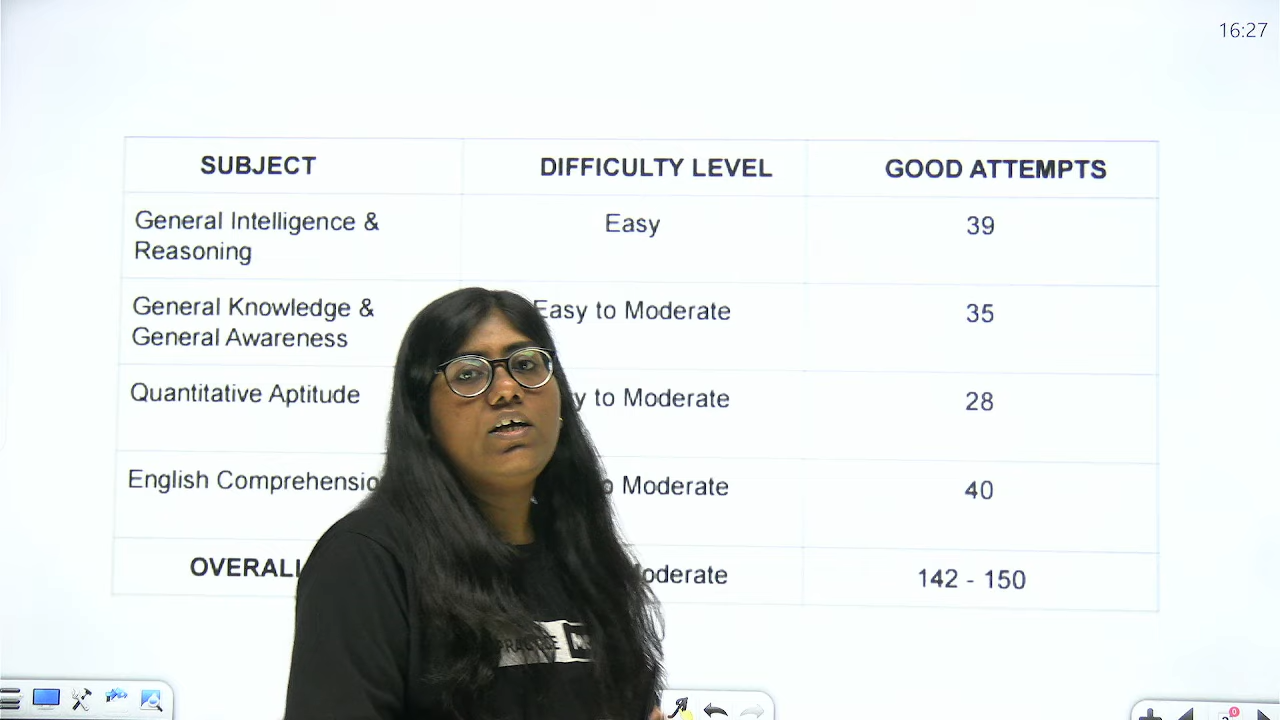 16:27
SUBJECT DIFFICULTY LEVEL GOOD ATTEMPTS
General Intelligence & Easy 39
Reasoning
General Knowledge & Easy to Moderate 35
General Awareness
Quantitative Aptitude to Moderate 28
English Comprehensio Moderate 40
OVERALL oderate 142 - 150